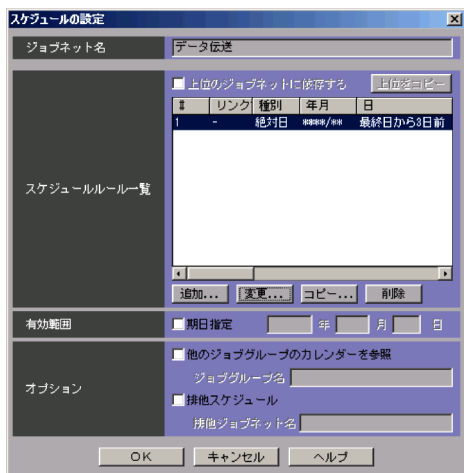 スケジュールの設定
ジョブネット名 データ伝送
上位のジョブネットに依存する 上位をコピー
# リンク 種別 年月 日
1 - 絶対日 ****/** 最終日から3日前
スケジュールルール一覧
追加... 変更... コピー... 削除
有効範囲 期日指定 年 月 日
他のジョブグループのカレンダーを参照
ジョブグループ名
オプション
排他スケジュール
排他ジョブネット名
OK キャンセル ヘルプ